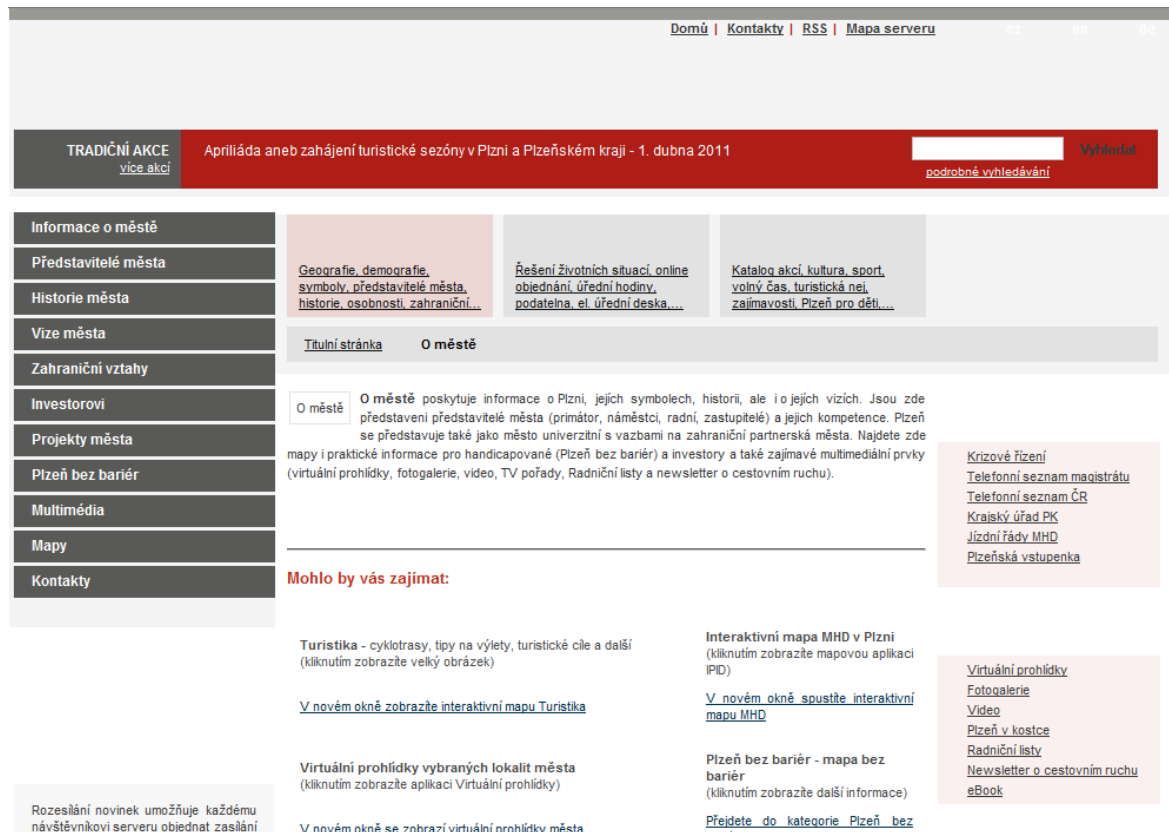 Domů | Kontakty | RSS | Mapa serveru
cz en de
TRADIČNÍ AKCE
více akcí
Apriliáda aneb zahájení turistické sezóny v Plzni a Plzeňském kraji - 1. dubna 2011
Vyhledat
podrobné vyhledávání
Informace o městě
Představitelé města
Historie města
Vize města
Zahraniční vztahy
Investorovi
Projekty města
Plzeň bez bariér
Multimédia
Mapy
Kontakty
Geografie, demografie,
symboly, představitelé města,
historie, osobnosti, zahraniční...
Řešení životních situací, online
objednání, úřední hodiny,
podatelna, el. úřední deska,...
Katalog akcí, kultura, sport,
volný čas, turistická nej,
zajímavosti, Plzeň pro děti,...
Titulní stránka O městě
O městě
O městě poskytuje informace o Plzni, jejích symbolech, historii, ale i o jejích vizích. Jsou zde
představeni představitelé města (primátor, náměstci, radní, zastupitelé) a jejich kompetence. Plzeň
se představuje také jako město univerzitní s vazbami na zahraniční partnerská města. Najdete zde
mapy i praktické informace pro handicapované (Plzeň bez bariér) a investory a také zajímavé multimediální prvky
(virtuální prohlídky, fotogalerie, video, TV pořady, Radniční listy a newsletter o cestovním ruchu).
Mohlo by vás zajímat:
Turistika - cyklotrasy, tipy na výlety, turistické cíle a další
(kliknutím zobrazíte velký obrázek)
V novém okně zobrazíte interaktivní mapu Turistika
Interaktivní mapa MHD v Plzni
(kliknutím zobrazíte mapovou aplikaci
IPID)
V novém okně spustíte interaktivní
mapu MHD
Virtuální prohlídky vybraných lokalit města
(kliknutím zobrazíte aplikaci Virtuální prohlídky)
V novém okně se zobrazí virtuální prohlídky města
Plzeň bez bariér - mapa bez
bariér
(kliknutím zobrazíte další informace)
Přejdete do kategorie Plzeň bez
Krizové řízení
Telefonní seznam magistrátu
Telefonní seznam ČR
Krajský úřad PK
Jízdní řády MHD
Plzeňská vstupenka
Virtuální prohlídky
Fotogalerie
Video
Plzeň v kostce
Radniční listy
Newsletter o cestovním ruchu
eBook
Rozesílání novinek umožňuje každému
návštěvníkovi serveru objednat zasílání